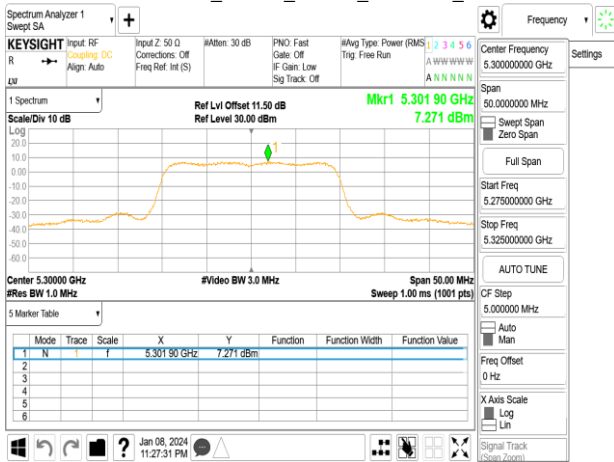 Spectrum Analyzer 1
Swept SA
Frequency
KEYSIGHT
R
Input: RF
Coupling: DC
Align: Auto
Input Z: 50 Ω
Corrections: Off
Freq Ref: Int (S)
#Atten: 30 dB
PNO: Fast
Gate: Off
IF Gain: Low
Sig Track: Off
#Avg Type: Power (RMS
Trig: Free Run
1 2 3 4 5 6
A W W W W W
A N N N N N
Settings
Center Frequency
5.300000000 GHz
Span
50.0000000 MHz
Swept Span
Zero Span
Full Span
Start Freq
5.275000000 GHz
Stop Freq
5.325000000 GHz
AUTO TUNE
CF Step
5.000000 MHz
Auto
Man
Freq Offset
0 Hz
X Axis Scale
Log
Lin
Signal Track
(Span Zoom)
1 Spectrum
Scale/Div 10 dB
Ref Lvl Offset 11.50 dB
Ref Level 30.00 dBm
Mkr1 5.301 90 GHz
7.271 dBm
Log
20.0
10.0
0.00
-10.0
-20.0
-30.0
-40.0
-50.0
-60.0
1
Center 5.30000 GHz
#Res BW 1.0 MHz
#Video BW 3.0 MHz
Span 50.00 MHz
Sweep 1.00 ms (1001 pts)
5 Marker Table
Mode Trace Scale X Y Function Function Width Function Value
1 N 1 f 5.301 90 GHz 7.271 dBm
2
3
4
5
6
Jan 08, 2024
11:27:31 PM